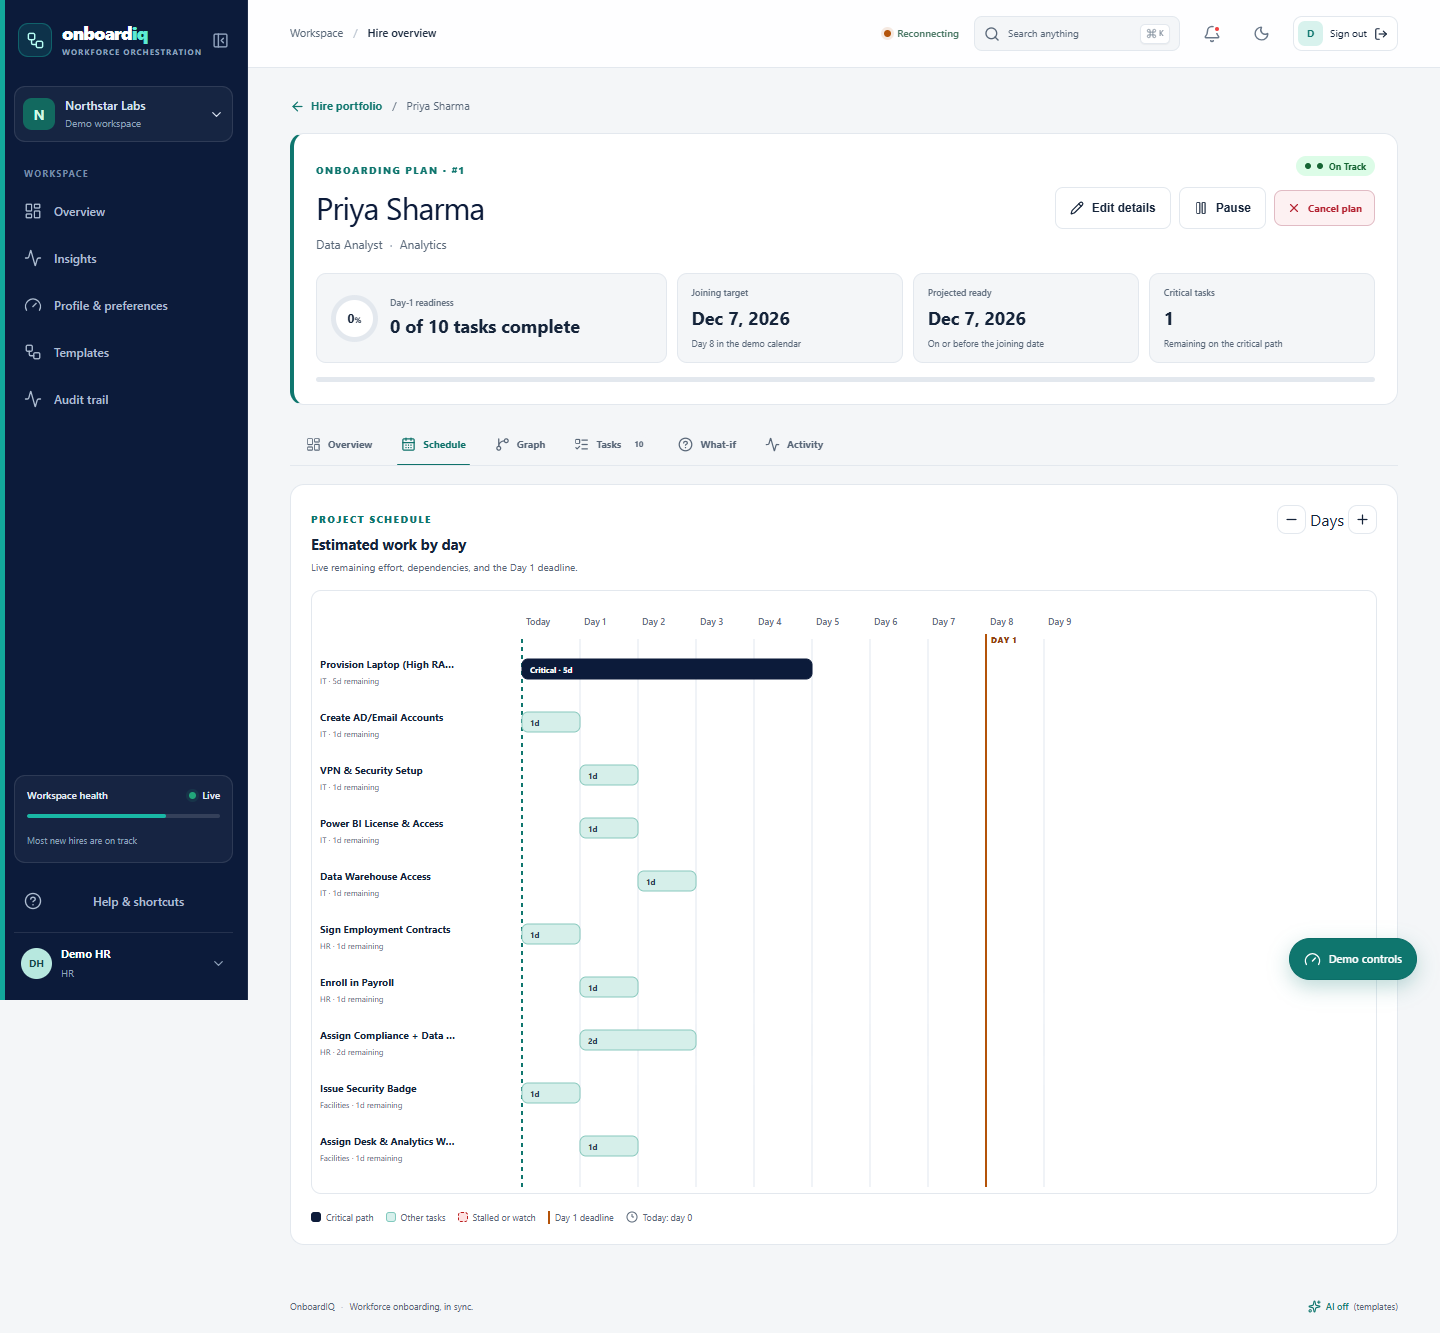 onboardiq
WORKFORCE ORCHESTRATION
Northstar Labs
Demo workspace
WORKSPACE
Overview
Insights
Profile & preferences
Templates
Audit trail
Workspace health
Live
Most new hires are on track
Help & shortcuts
DH
Demo HR
HR
N
Workspace / Hire overview
Reconnecting
Search anything
⌘ K
D
Sign out
Hire portfolio / Priya Sharma
ONBOARDING PLAN · #1
On Track
Priya Sharma
Edit details
Pause
Cancel plan
Data Analyst · Analytics
0%
Day-1 readiness
0 of 10 tasks complete
Joining target
Dec 7, 2026
Day 8 in the demo calendar
Projected ready
Dec 7, 2026
On or before the joining date
Critical tasks
1
Remaining on the critical path
Overview
Schedule
Graph
Tasks 10
What-if
Activity
PROJECT SCHEDULE
Days
Estimated work by day
Live remaining effort, dependencies, and the Day 1 deadline.
Today Day 1 Day 2 Day 3 Day 4 Day 5 Day 6 Day 7 Day 8 Day 9
DAY 1
Provision Laptop (High RA...
IT · 5d remaining
Critical · 5d
Create AD/Email Accounts
IT · 1d remaining
1d
VPN & Security Setup
IT · 1d remaining
1d
Power BI License & Access
IT · 1d remaining
1d
Data Warehouse Access
IT · 1d remaining
1d
Sign Employment Contracts
HR · 1d remaining
1d
Enroll in Payroll
HR · 1d remaining
1d
Assign Compliance + Data ...
HR · 2d remaining
2d
Issue Security Badge
Facilities · 1d remaining
1d
Assign Desk & Analytics W...
Facilities · 1d remaining
1d
Demo controls
Critical path
Other tasks
Stalled or watch
Day 1 deadline
Today: day 0
OnboardIQ · Workforce onboarding, in sync.
AI off (templates)